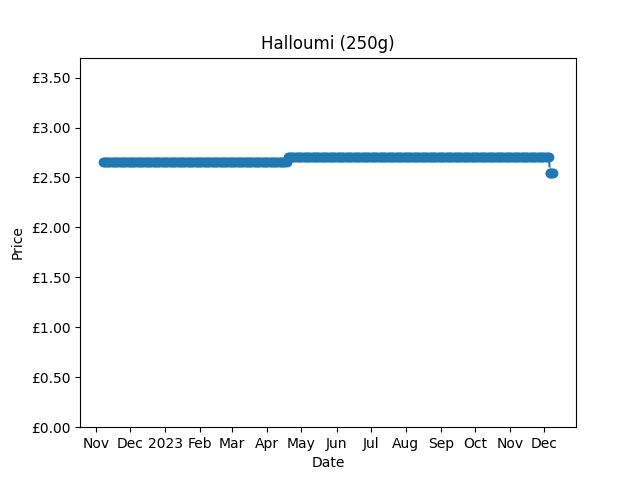 Halloumi (250g)
£3.50
£3.00
£2.50
£2.00
£1.50
£1.00
£0.50
£0.00
Price
Nov Dec 2023 Feb Mar Apr May Jun Jul Aug Sep Oct Nov Dec
Date